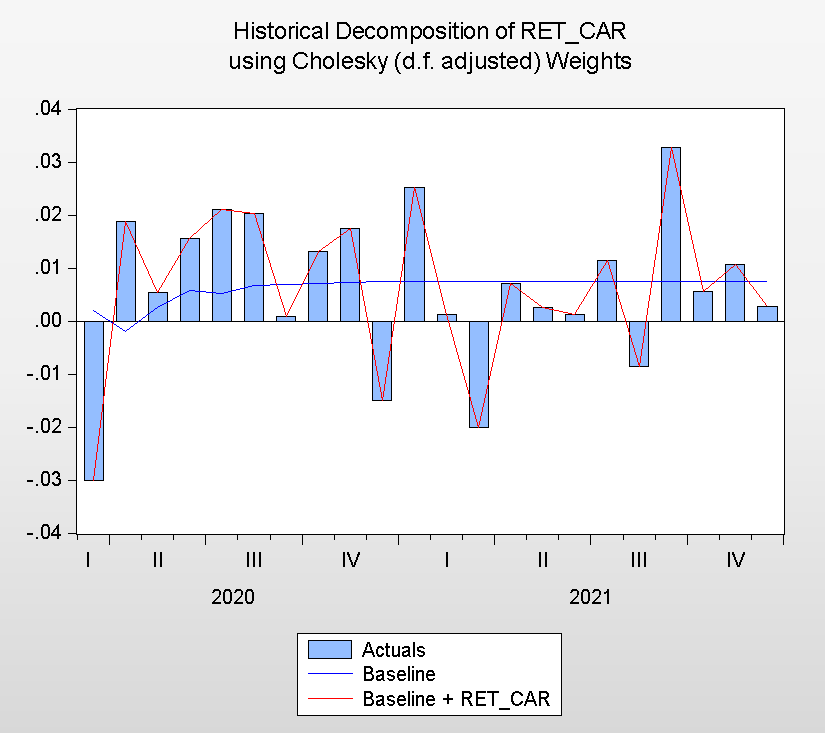 Historical Decomposition of RET_CAR
using Cholesky (d.f. adjusted) Weights
.04
.03
.02
.01
.00
-.01
-.02
-.03
-.04
I II III IV I II III IV
2020 2021
Actuals
Baseline
Baseline + RET_CAR